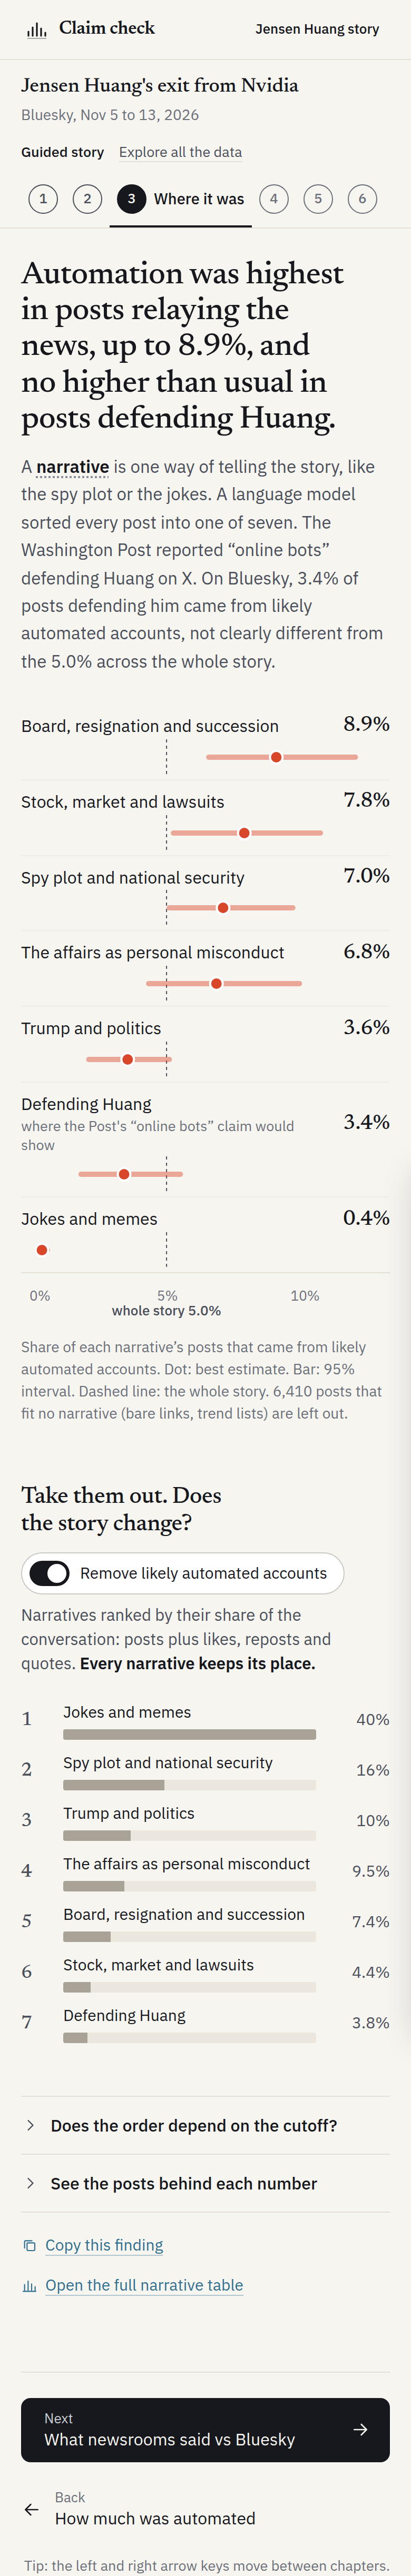 Claim check
Jensen Huang story
Jensen Huang's exit from Nvidia
Bluesky, Nov 5 to 13, 2026
Guided story Explore all the data
1 2 3 Where it was 4 5 6
Automation was highest
in posts relaying the
news, up to 8.9%, and
no higher than usual in
posts defending Huang.
A narrative is one way of telling the story, like
the spy plot or the jokes. A language model
sorted every post into one of seven. The
Washington Post reported “online bots”
defending Huang on X. On Bluesky, 3.4% of
posts defending him came from likely
automated accounts, not clearly different from
the 5.0% across the whole story.
Board, resignation and succession 8.9%
Stock, market and lawsuits 7.8%
Spy plot and national security 7.0%
The affairs as personal misconduct 6.8%
Trump and politics 3.6%
Defending Huang
where the Post's “online bots” claim would
show
3.4%
Jokes and memes 0.4%
0% 5% 10%
whole story 5.0%
Share of each narrative’s posts that came from likely
automated accounts. Dot: best estimate. Bar: 95%
interval. Dashed line: the whole story. 6,410 posts that
fit no narrative (bare links, trend lists) are left out.
Take them out. Does
the story change?
Remove likely automated accounts
Narratives ranked by their share of the
conversation: posts plus likes, reposts and
quotes. Every narrative keeps its place.
1 Jokes and memes 40%
2 Spy plot and national security 16%
3 Trump and politics 10%
4 The affairs as personal misconduct 9.5%
5 Board, resignation and succession 7.4%
6 Stock, market and lawsuits 4.4%
7 Defending Huang 3.8%
Does the order depend on the cutoff?
See the posts behind each number
Copy this finding
Open the full narrative table
Next
What newsrooms said vs Bluesky
Back
How much was automated
Tip: the left and right arrow keys move between chapters.